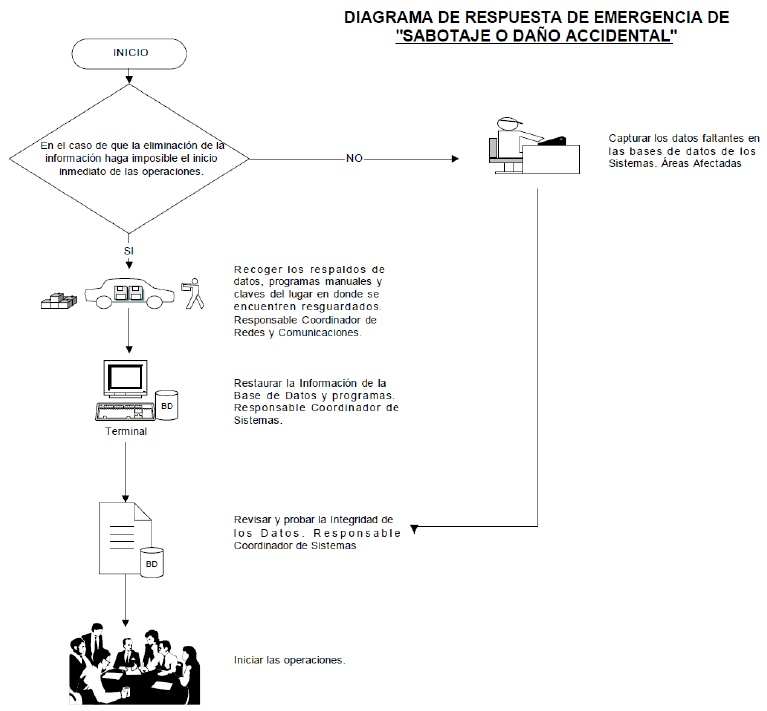 DIAGRAMA DE RESPUESTA DE EMERGENCIA DE
"SABOTAJE O DAÑO ACCIDENTAL"
INICIO
En el caso de que la eliminación de la
información haga imposible el inicio
inmediato de las operaciones.
NO
Capturar los datos faltantes en
las bases de datos de los
Sistemas. Áreas Afectadas
SI
Recoger los respaldos de
datos, programas manuales y
claves del lugar en donde se
encuentren resguardados.
Responsable Coordinador de
Redes y Comunicaciones.
Restaurar la Información de la
Base de Datos y programas.
Responsable Coordinador de
Sistemas.
BD
Terminal
Revisar y probar la Integridad de
los Datos. Responsable
Coordinador de Sistemas
BD
Iniciar las operaciones.